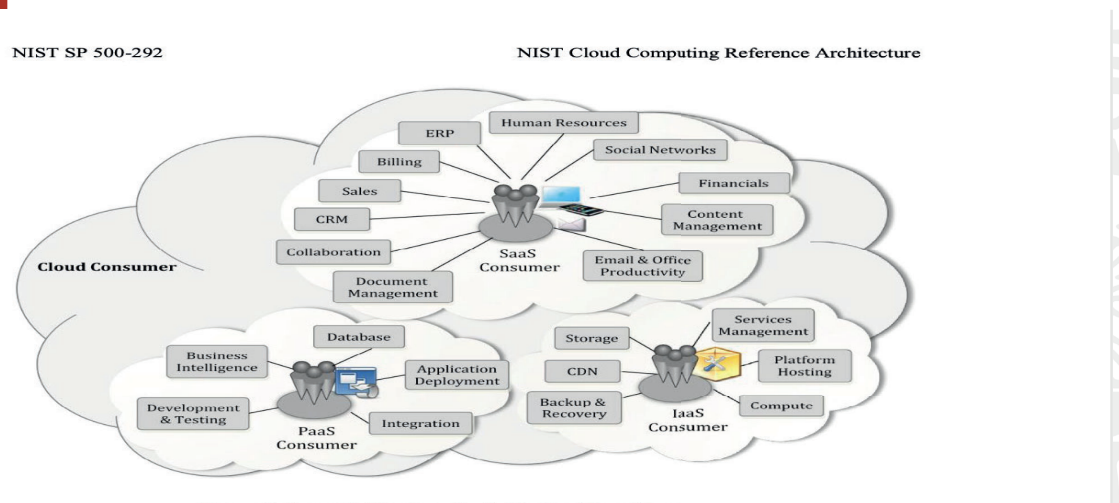 NIST SP 500-292
NIST Cloud Computing Reference Architecture
Human Resources
ERP
Social Networks
Billing
Financials
Sales
CRM
Content
Management
Collaboration
SaaS
Consumer
Email & Office
Productivity
Cloud Consumer
Document
Management
Database
Business
Intelligence
Application
Deployment
Development
& Testing
Integration
PaaS
Consumer
Services
Management
Storage
Platform
Hosting
CDN
Backup &
Recovery
Compute
IaaS
Consumer